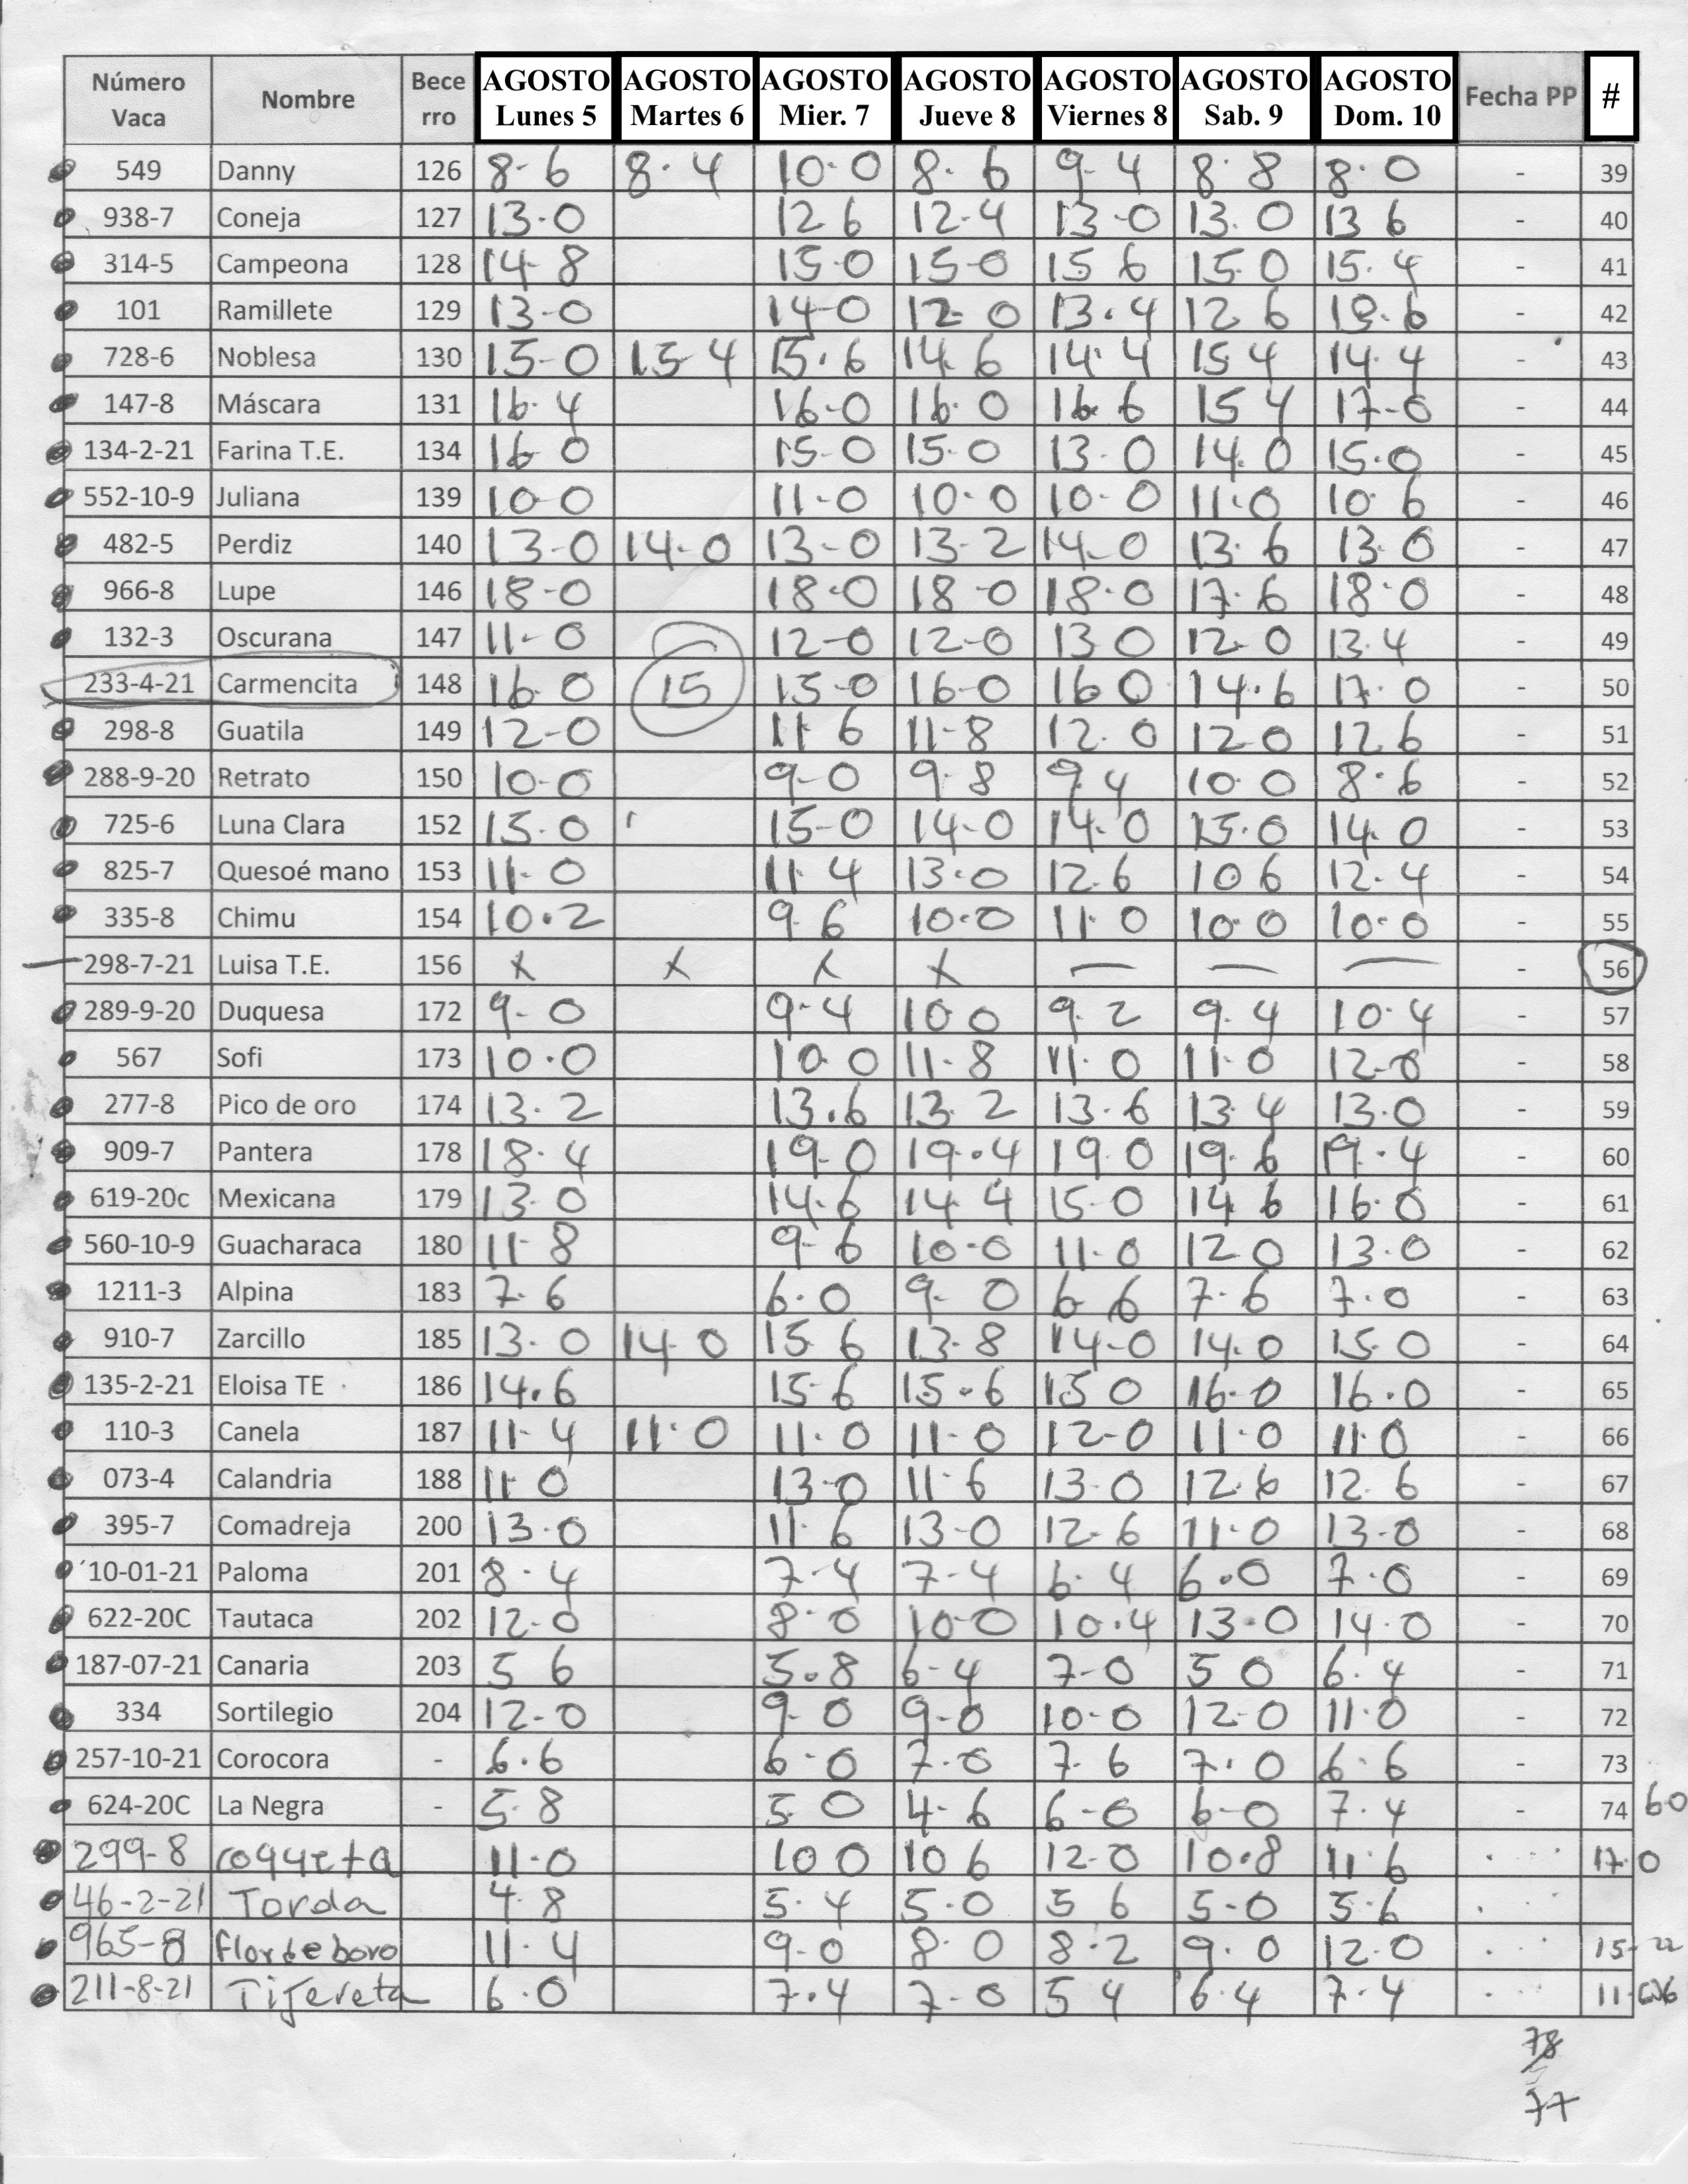 Número Vaca Nombre Bece rro AGOSTO Lunes 5 AGOSTO Martes 6 AGOSTO Mier. 7 AGOSTO Jueve 8 AGOSTO Viernes 8 AGOSTO Sab. 9 AGOSTO Dom. 10 Fecha PP #
549 Danny 126 8-6 8-4 10-0 8-6 9-4 8-8 8-0 - 39
938-7 Coneja 127 13-0 12 6 12-4 13-0 13.0 13 6 - 40
314-5 Campeona 128 14-8 15-0 15-0 15 6 15.0 15.4 - 41
101 Ramillete 129 13-0 14-0 12-0 13.4 12 6 - 42
728-6 Noblesa 130 15-0 15-4 15.6 14.6 14.4 15 4 14.4 - 43
147-8 Máscara 131 16.4 16-0 16.0 16.6 15 4 17-0 - 44
134-2-21 Farina T.E. 134 16 0 15-0 15.0 13-0 14.0 15.0 - 45
552-10-9 Juliana 139 10-0 11-0 10-0 10-0 11.0 10 6 - 46
482-5 Perdiz 140 13-0 14-0 13-0 13-2 14-0 13.6 13.0 - 47
966-8 Lupe 146 18-0 18-0 18-0 18-0 17.6 18.0 - 48
132-3 Oscurana 147 11-0 12-0 12-0 13 0 12-0 13.4 - 49
233-4-21 Carmencita 148 16 0 15 15-0 16-0 16 0 14.6 17.0 - 50
298-8 Guatila 149 12-0 11 6 11-8 12.0 12 0 12 6 - 51
288-9-20 Retrato 150 10-0 9-0 9-8 9.4 10 0 8.6 - 52
725-6 Luna Clara 152 15.0 15-0 14-0 14.0 15.0 14.0 - 53
825-7 Quesoé mano 153 11.0 11 4 13.0 12.6 10 6 12.4 - 54
335-8 Chimu 154 10.2 9.6 10.0 11.0 10.0 10-0 - 55
298-7-21 Luisa T.E. 156 x x x x — — — - 56
289-9-20 Duquesa 172 9-0 9-4 10 0 9.2 9.4 10.4 - 57
567 Sofi 173 10.0 10 0 11-8 11.0 11.0 12-0 - 58
277-8 Pico de oro 174 13.2 13.6 13.2 13.6 13.4 13.0 - 59
909-7 Pantera 178 18.4 19-0 19.4 19 0 19.6 19.4 - 60
619-20c Mexicana 179 13.0 14.6 14.4 15-0 14 6 16.0 - 61
560-10-9 Guacharaca 180 11-8 9-6 10-0 11.0 12 0 13.0 - 62
1211-3 Alpina 183 7.6 6.0 9-0 6 6 7.6 7.0 - 63
910-7 Zarcillo 185 13.0 14-0 15 6 13.8 14-0 14.0 15.0 - 64
135-2-21 Eloisa TE 186 14.6 15 6 15.6 15 0 16.0 16.0 - 65
110-3 Canela 187 11.4 11.0 11.0 11-0 12-0 11.0 11.0 - 66
073-4 Calandria 188 11.0 13-0 11.6 13.0 12.6 12.6 - 67
395-7 Comadreja 200 13.0 11.6 13-0 12-6 11.0 13-0 - 68
10-01-21 Paloma 201 8.4 7-4 7-4 6.4 6.0 7.0 - 69
622-20C Tautaca 202 12-0 8-0 10-0 10.4 13.0 14.0 - 70
187-07-21 Canaria 203 5 6 5.8 6-4 7-0 5 0 6.4 - 71
334 Sortilegio 204 12-0 9-0 9-0 10-0 12-0 11.0 - 72
257-10-21 Corocora - 6.6 6-0 7.0 7.6 7.0 6.6 - 73
624-20C La Negra - 5.8 5 0 4-6 6-0 6-0 7.4 - 74 60
299-8 coqueta 11.0 10 0 10 6 12-0 10.8 11 6 17.0
46-2-21 Torda 4.8 5.4 5.0 5 6 5-0 5.6
965-8 flordeboro 11.4 9-0 8.0 8.2 9.0 12.0 15-22
211-8-21 Tijereta 6.0 7.4 7-0 5 4 6.4 7.4
78
77